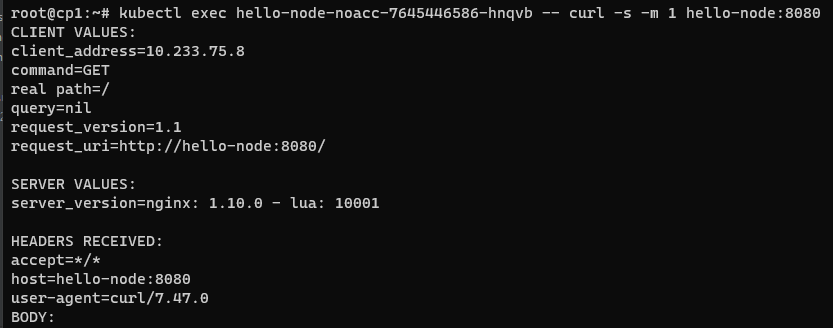 root@cp1:~# kubectl exec hello-node-noacc-7645446586-hnqvb -- curl -s -m 1 hello-node:8080
CLIENT VALUES:
client_address=10.233.75.8
command=GET
real path=/
query=nil
request_version=1.1
request_uri=http://hello-node:8080/

SERVER VALUES:
server_version=nginx: 1.10.0 - lua: 10001

HEADERS RECEIVED:
accept=*/*
host=hello-node:8080
user-agent=curl/7.47.0
BODY: